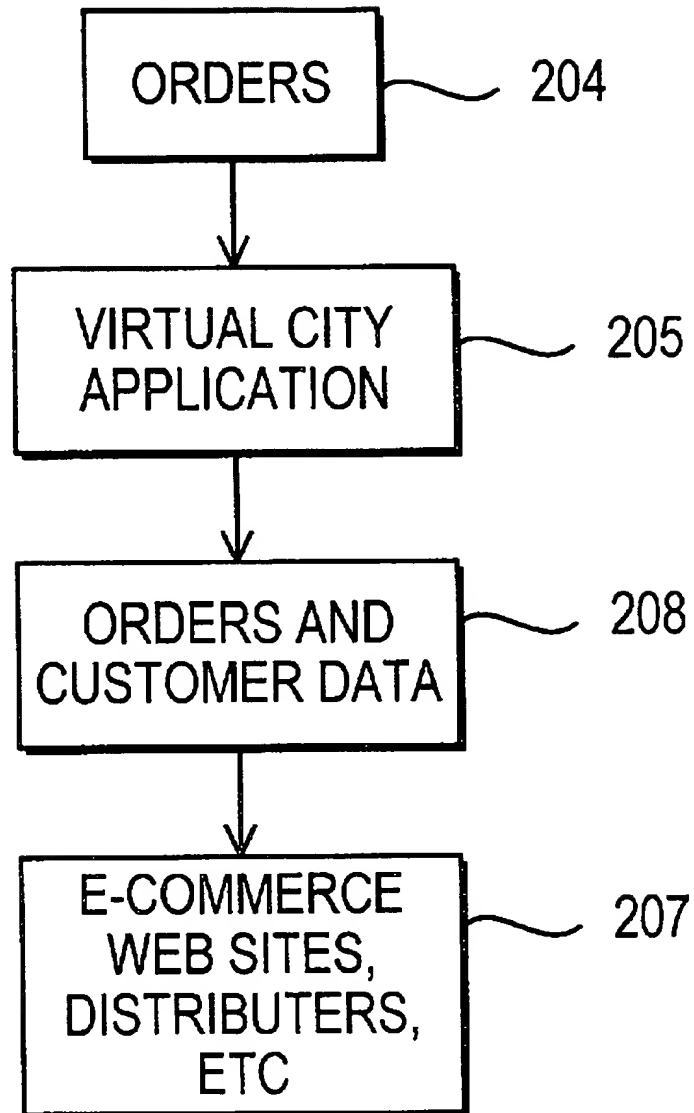 ORDERS
204
VIRTUAL CITY
APPLICATION
205
ORDERS AND
CUSTOMER DATA
208
E-COMMERCE
WEB SITES,
DISTRIBUTERS,
ETC
207